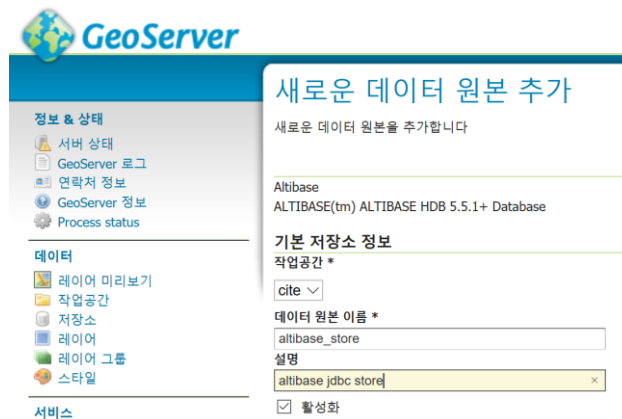 GeoServer
정보 & 상태
서버 상태
GeoServer 로그
연락처 정보
GeoServer 정보
Process status
데이터
레이어 미리보기
작업공간
저장소
레이어
레이어 그룹
스타일
서비스
새로운 데이터 원본 추가
새로운 데이터 원본을 추가합니다
Altibase
ALTIBASE(tm) ALTIBASE HDB 5.5.1+ Database
기본 저장소 정보
작업공간 *
cite
데이터 원본 이름 *
altibase_store
설명
altibase jdbc store
활성화